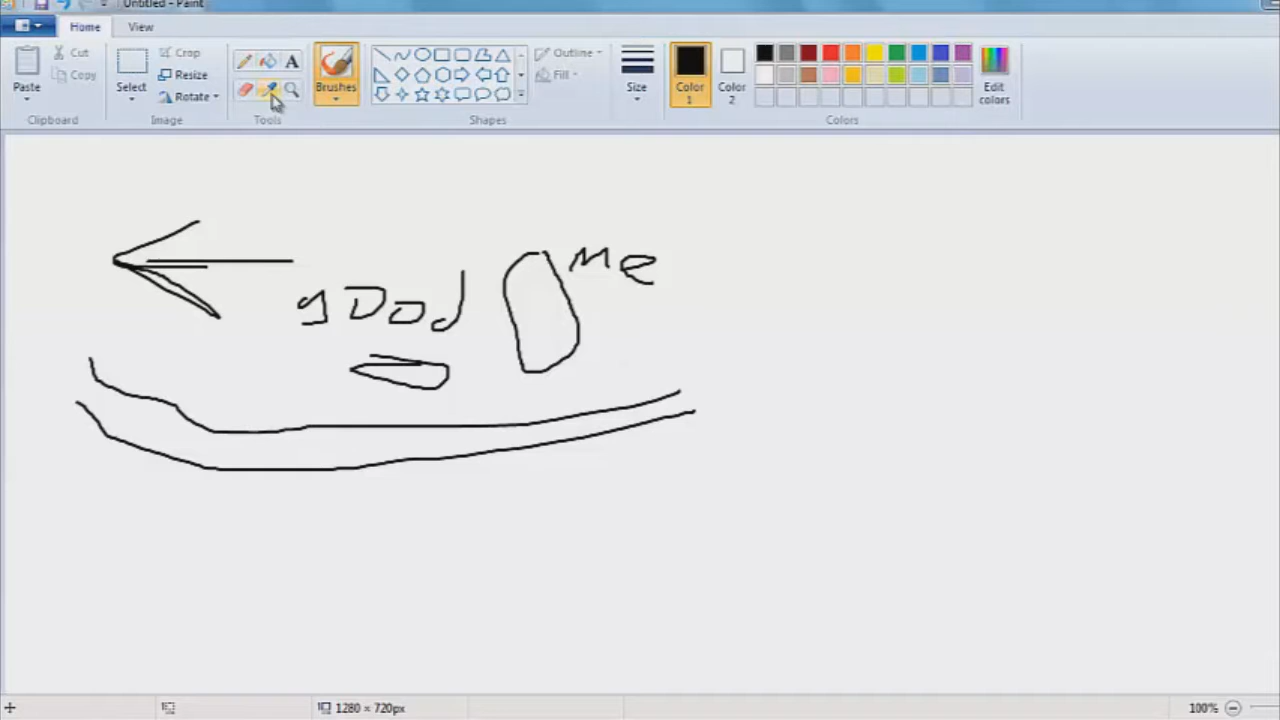 Untitled - Paint
Home View
Paste
Cut
Copy
Clipboard
Select
Crop
Resize
Rotate
Image
A
Tools
Brushes
Shapes
Outline
Fill
Size
Color 1
Color 2
Edit colors
Colors
me
good
1280 × 720px
100%